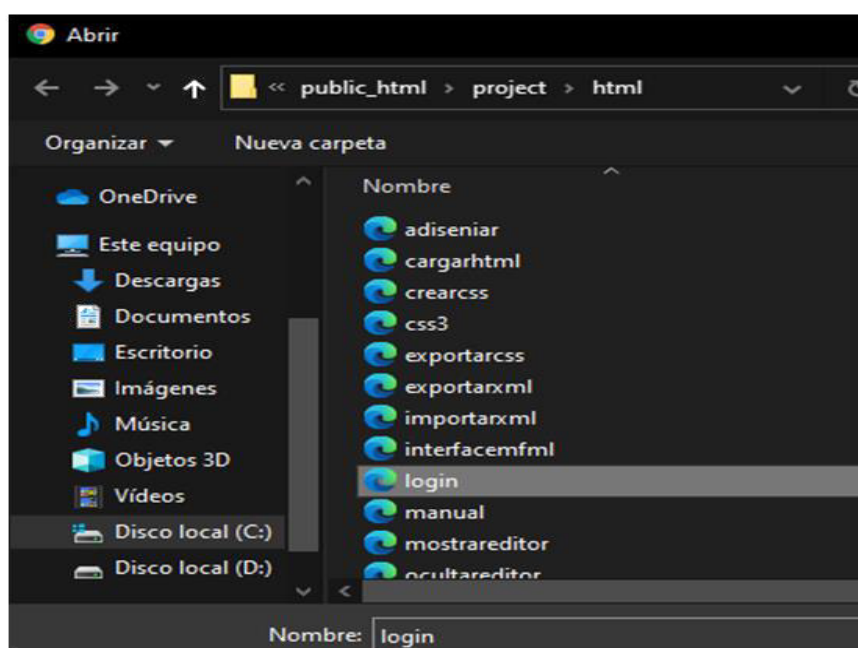 Abrir
« public_html > project > html
Organizar Nueva carpeta
OneDrive
Este equipo
Descargas
Documentos
Escritorio
Imágenes
Música
Objetos 3D
Vídeos
Disco local (C:)
Disco local (D:)
Nombre
adiseniar
cargarhtml
crearcss
css3
exportarcss
exportarxml
importarxml
interfacemfml
login
manual
mostrareditor
ocultareditor
Nombre: login